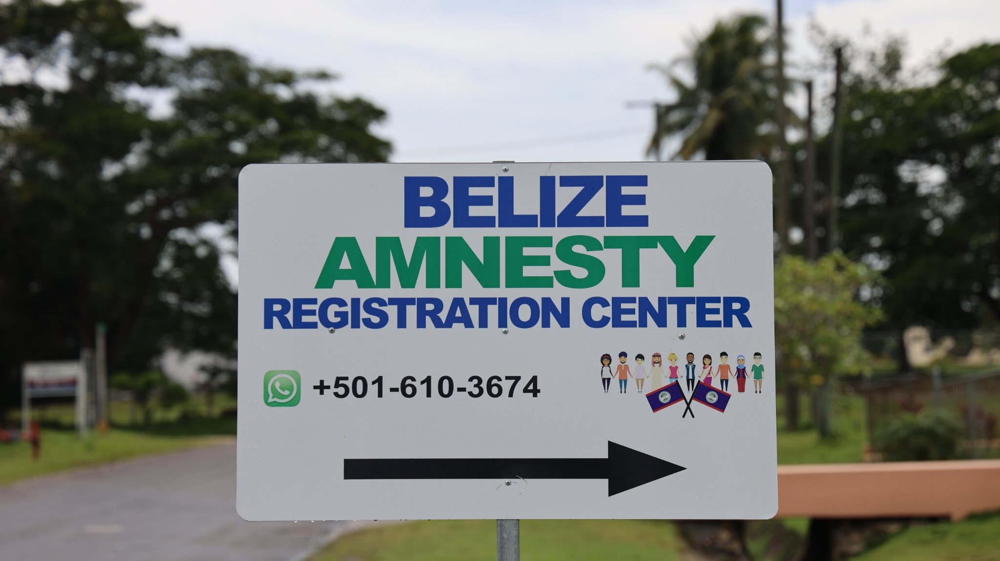 BELIZE
AMNESTY
REGISTRATION CENTER
+501-610-3674